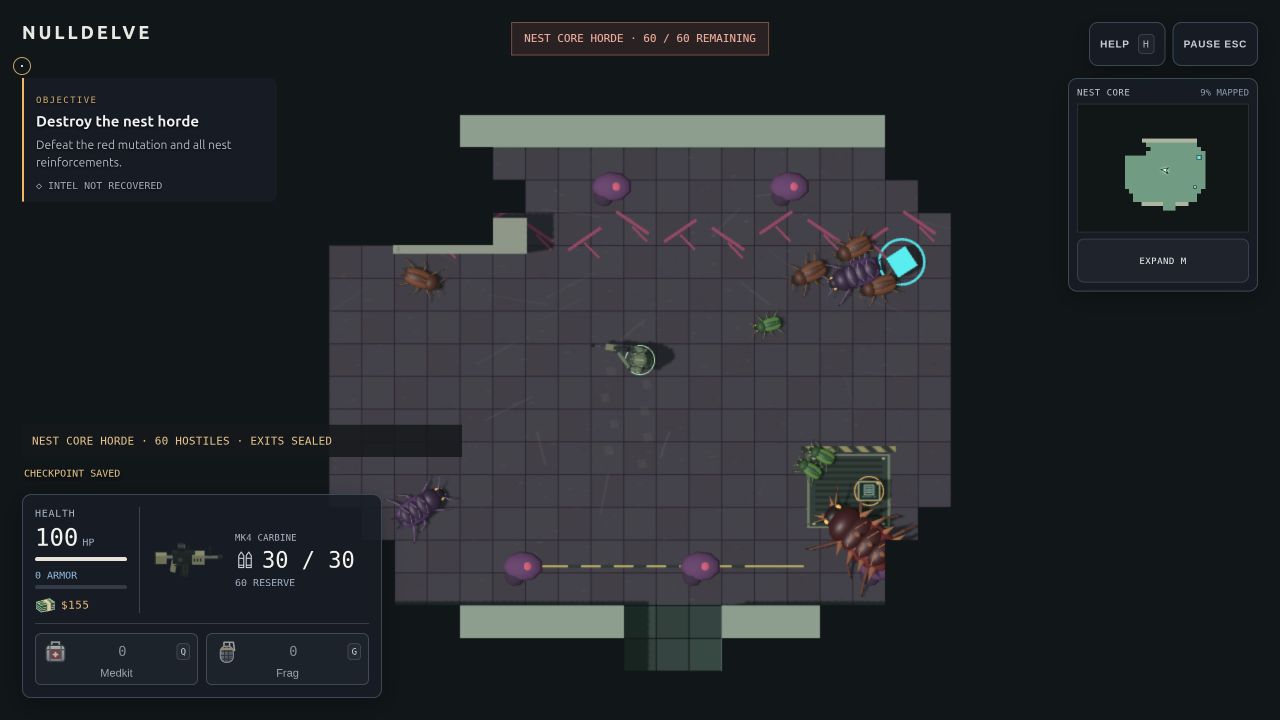 NULLDELVE
NEST CORE HORDE · 60 / 60 REMAINING
HELP H
PAUSE ESC
OBJECTIVE
Destroy the nest horde
Defeat the red mutation and all nest
reinforcements.
◇ INTEL NOT RECOVERED
NEST CORE 9% MAPPED
EXPAND M
NEST CORE HORDE · 60 HOSTILES · EXITS SEALED
CHECKPOINT SAVED
HEALTH
100 HP
0 ARMOR
$155
MK4 CARBINE
30 / 30
60 RESERVE
0 Q
Medkit
0 G
Frag